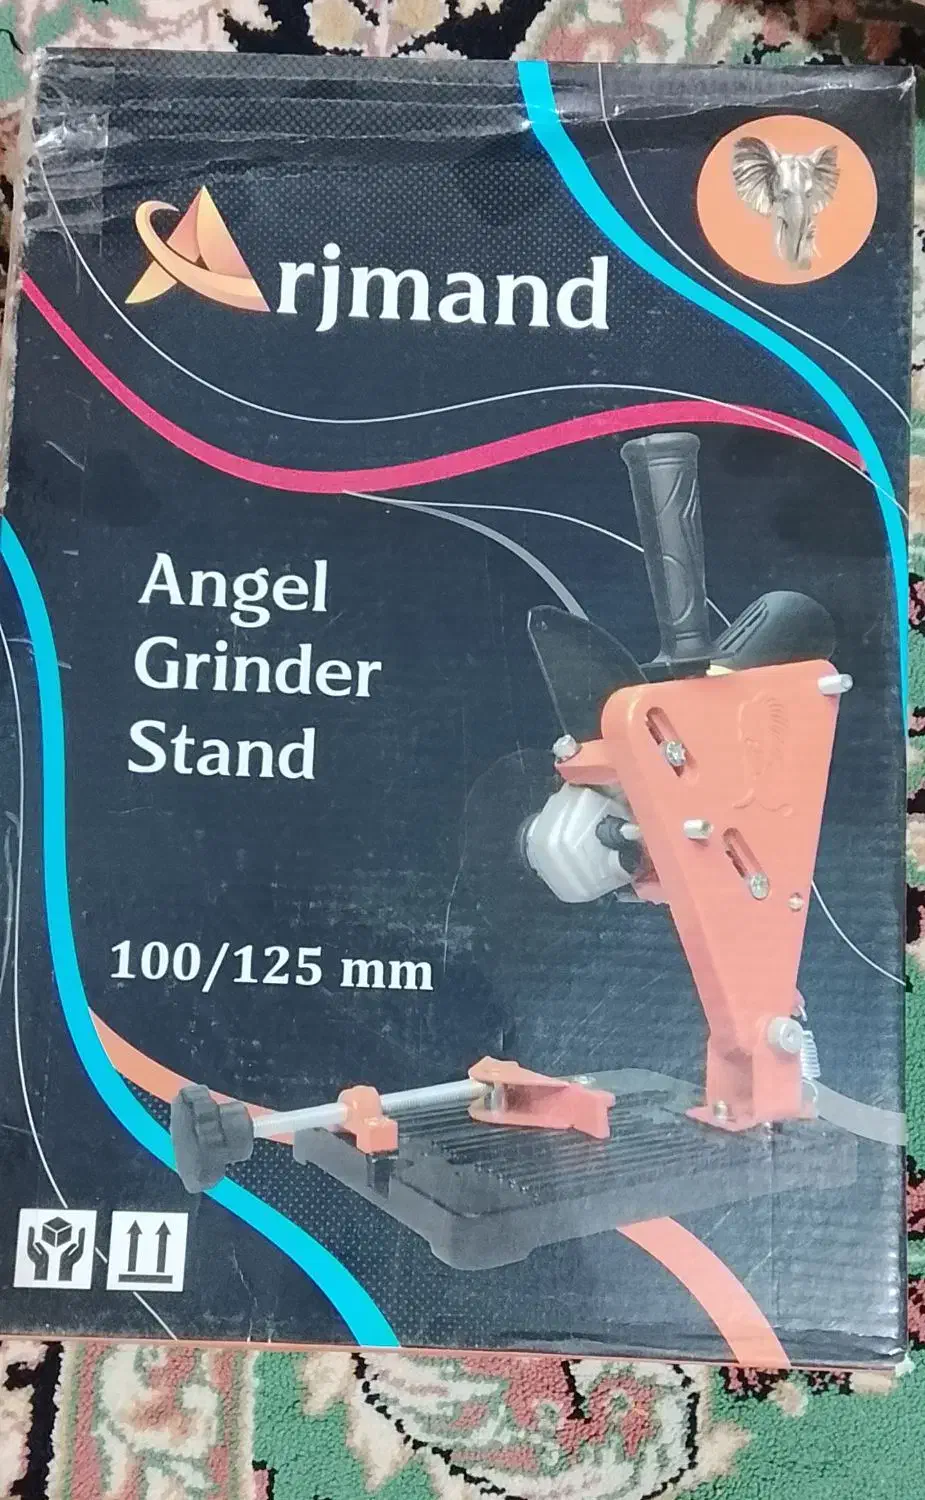 Arjmand
Angel
Grinder
Stand
100/125 mm